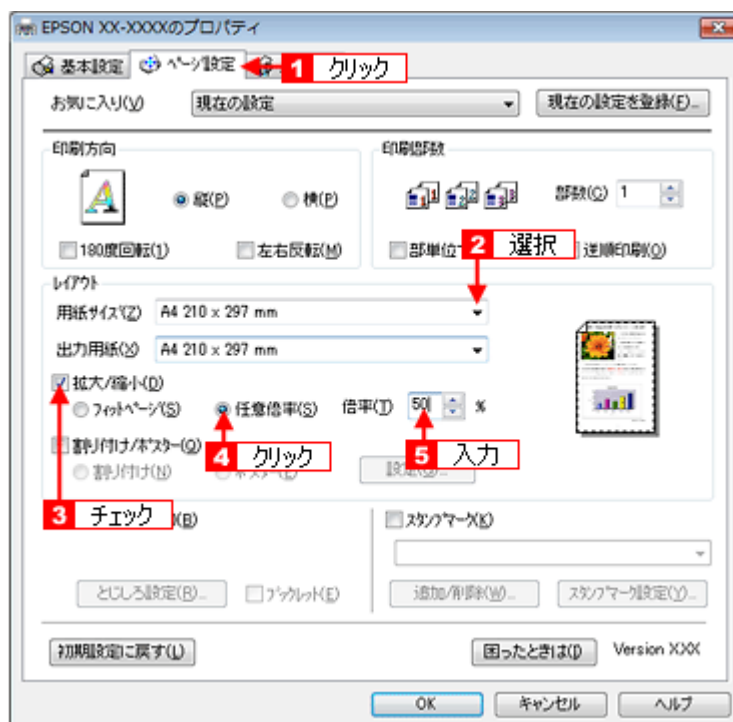 EPSON XX-XXXXのプロパティ
基本設定 ページ設定
1 クリック
お気に入り(V) 現在の設定 現在の設定を登録(F)...
印刷方向 印刷部数
縦(P) 横(P) 部数(C) 1
180度回転(1) 左右反転(M) 部単位で 逆順印刷(O)
2 選択
レイアウト
用紙サイズ(Z) A4 210 x 297 mm
出力用紙(X) A4 210 x 297 mm
拡大/縮小(D)
フィットページ(S) 任意倍率(S) 倍率(T) 50 %
割り付け/ポスター(Q)
4 クリック 5 入力
割り付け(N)
3 チェック (B) スタンプマーク(K)
とじしろ設定(R)... ブックレット(E) 追加/削除(W)... スタンプマーク設定(Y)...
初期設定に戻す(L) 困ったときは(I) Version X.XX
OK キャンセル ヘルプ